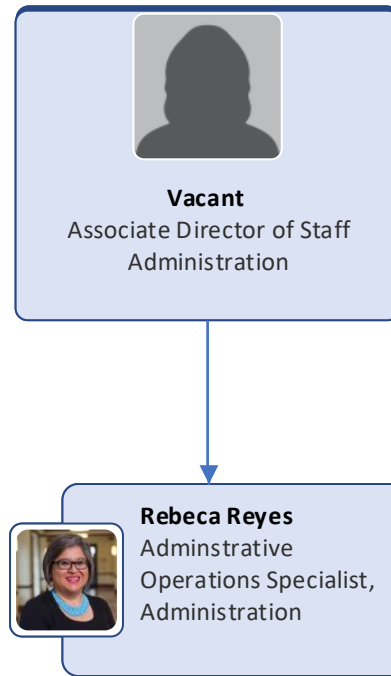 Vacant
Associate Director of Staff
Administration
Rebeca Reyes
Adminstrative
Operations Specialist,
Administration